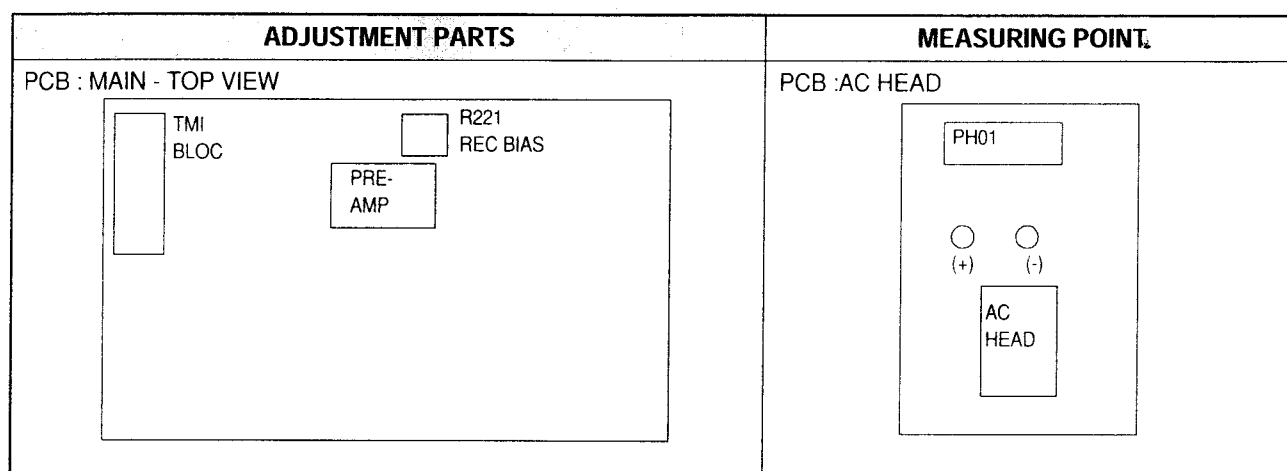 ADJUSTMENT PARTS
MEASURING POINT.
PCB : MAIN - TOP VIEW
TMI
BLOC
R221
REC BIAS
PRE-
AMP
PCB :AC HEAD
PH01
(+) (-)
AC
HEAD